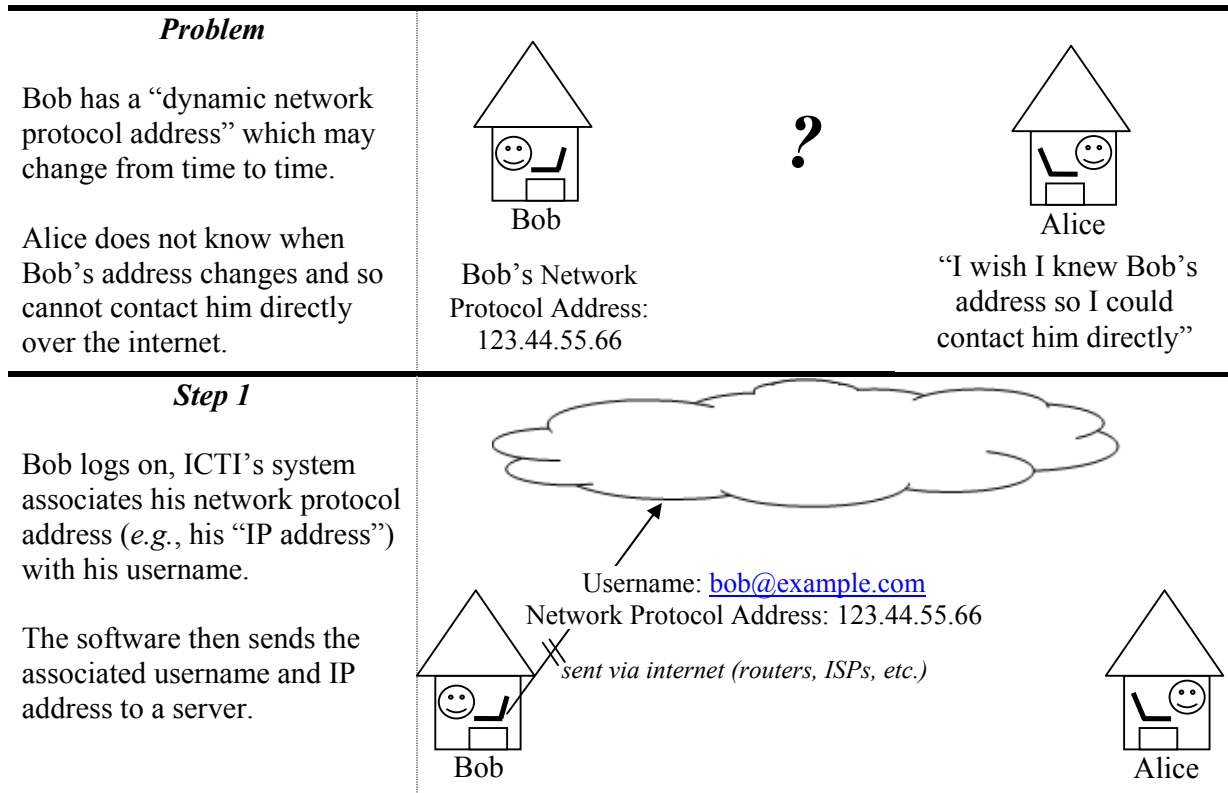 Problem
Bob has a “dynamic network
protocol address” which may
change from time to time.
Alice does not know when
Bob’s address changes and so
cannot contact him directly
over the internet.
?
Bob
Bob’s Network
Protocol Address:
123.44.55.66
Alice
“I wish I knew Bob’s
address so I could
contact him directly”
Step 1
Bob logs on, ICTI’s system
associates his network protocol
address (e.g., his “IP address”)
with his username.
The software then sends the
associated username and IP
address to a server.
Username: bob@example.com
Network Protocol Address: 123.44.55.66
sent via internet (routers, ISPs, etc.)
Bob
Alice